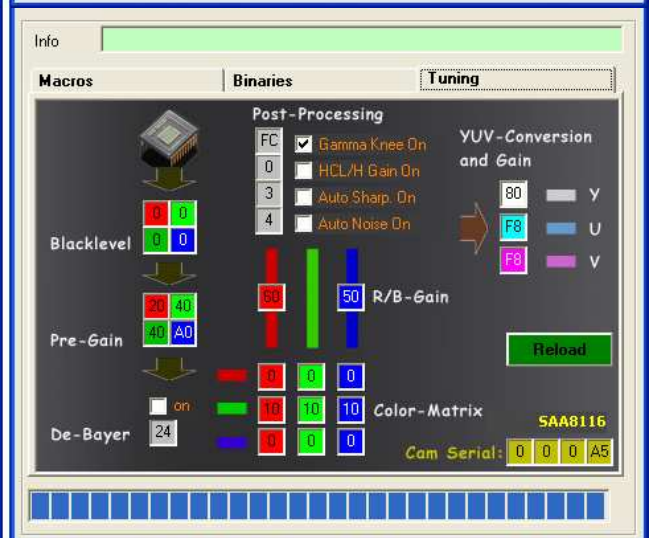 Info
Macros
Binaries
Tuning
Post-Processing
FC
Gamma Knee On
0
HCL/H Gain On
3
Auto Sharp. On
4
Auto Noise On
YUV-Conversion
and Gain
80 Y
F8 U
F8 V
Blacklevel
0 0
0 0
Pre-Gain
20 40
40 A0
60 50 R/B-Gain
Reload
De-Bayer
on
24
0 0 0
10 10 10 Color-Matrix
0 0 0
SAA8116
Cam Serial: 0 0 0 A5